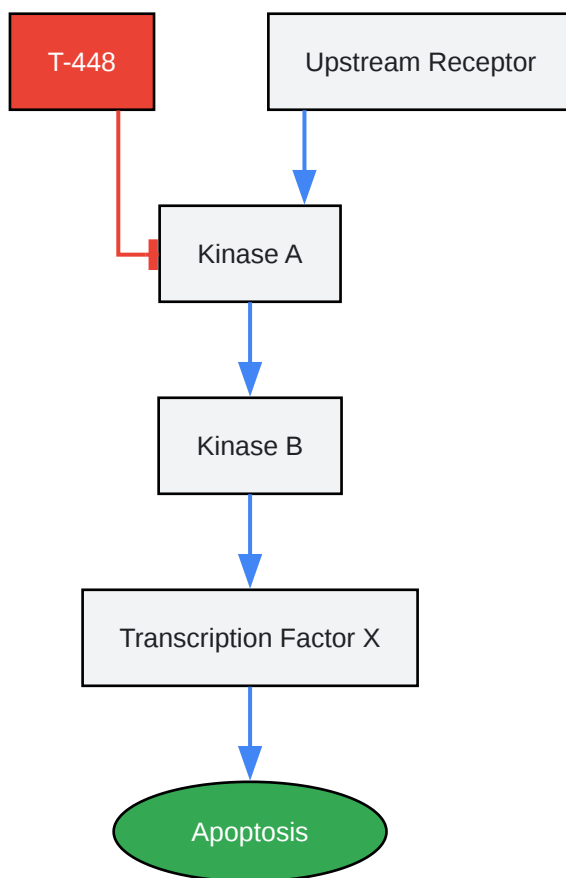 T-448
Upstream Receptor
Kinase A
Kinase B
Transcription Factor X
Apoptosis